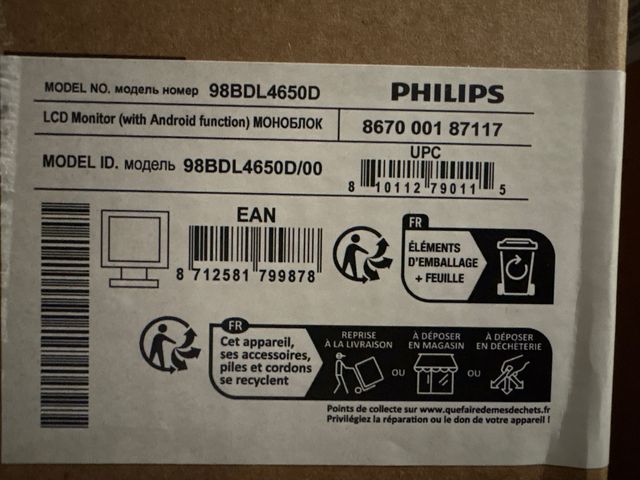 MODEL NO. модель номер 98BDL4650D
PHILIPS
LCD Monitor (with Android function) МОНОБЛОК
8670 001 87117
MODEL ID. модель 98BDL4650D/00
UPC
8 10112 79011 5
EAN
8 712581 799878
FR
ÉLÉMENTS
D'EMBALLAGE
+ FEUILLE
FR
Cet appareil,
ses accessoires,
piles et cordons
se recyclent
REPRISE
À LA LIVRAISON
OU
À DÉPOSER
EN MAGASIN
OU
À DÉPOSER
EN DÉCHÈTERIE
Points de collecte sur www.quefairedemesdechets.fr
Privilégiez la réparation ou le don de votre appareil !